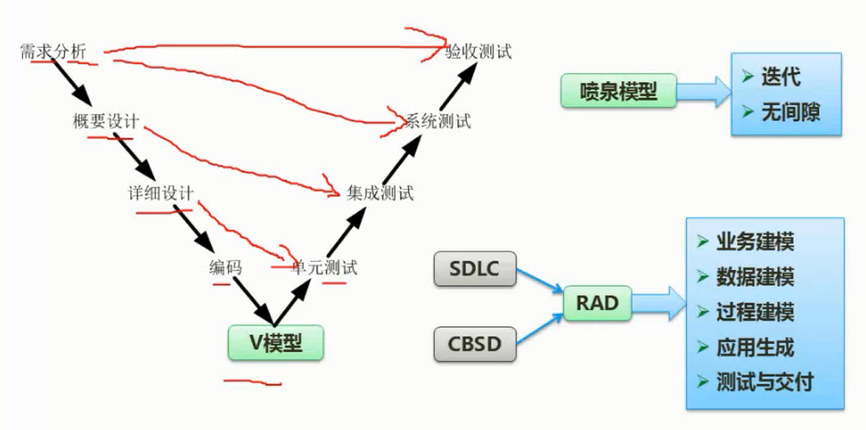 需求分析
验收测试
概要设计
系统测试
详细设计
集成测试
编码
单元测试
V模型
喷泉模型
迭代
无间隙
SDLC
CBSD
RAD
业务建模
数据建模
过程建模
应用生成
测试与交付